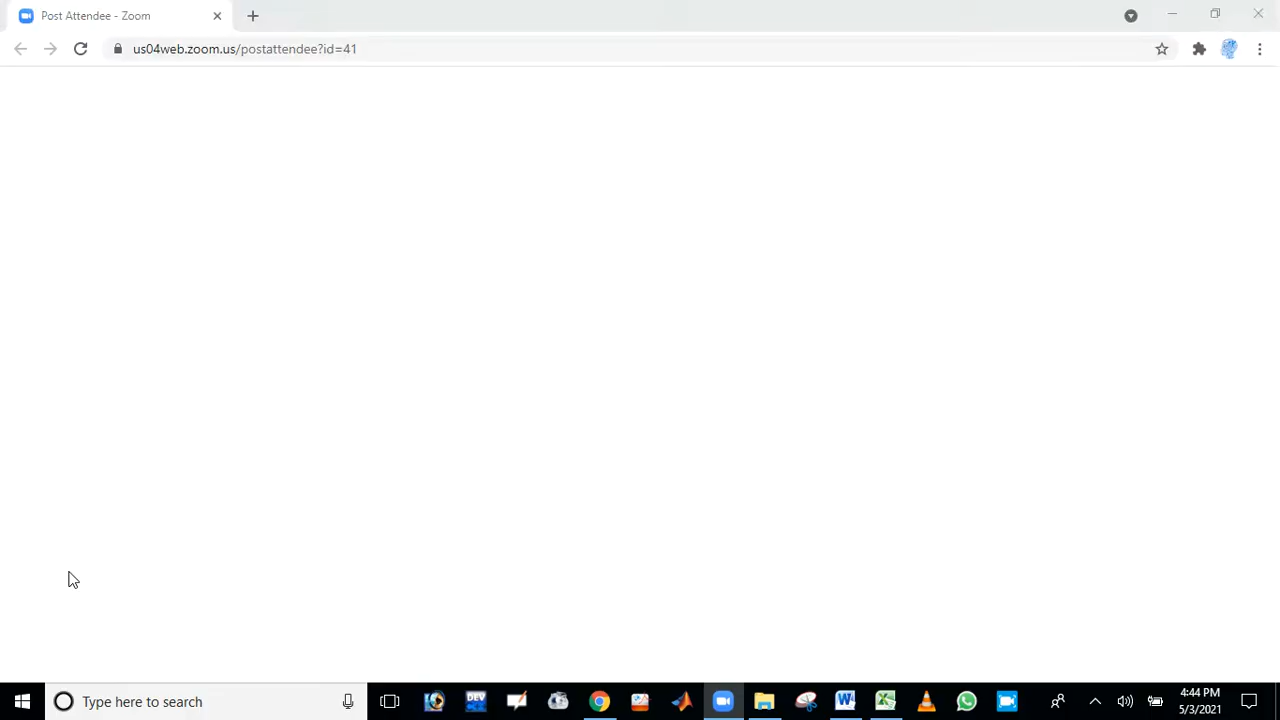 Post Attendee - Zoom
us04web.zoom.us/postattendee?id=41
Type here to search
DEV
W
X
4:44 PM
5/3/2021